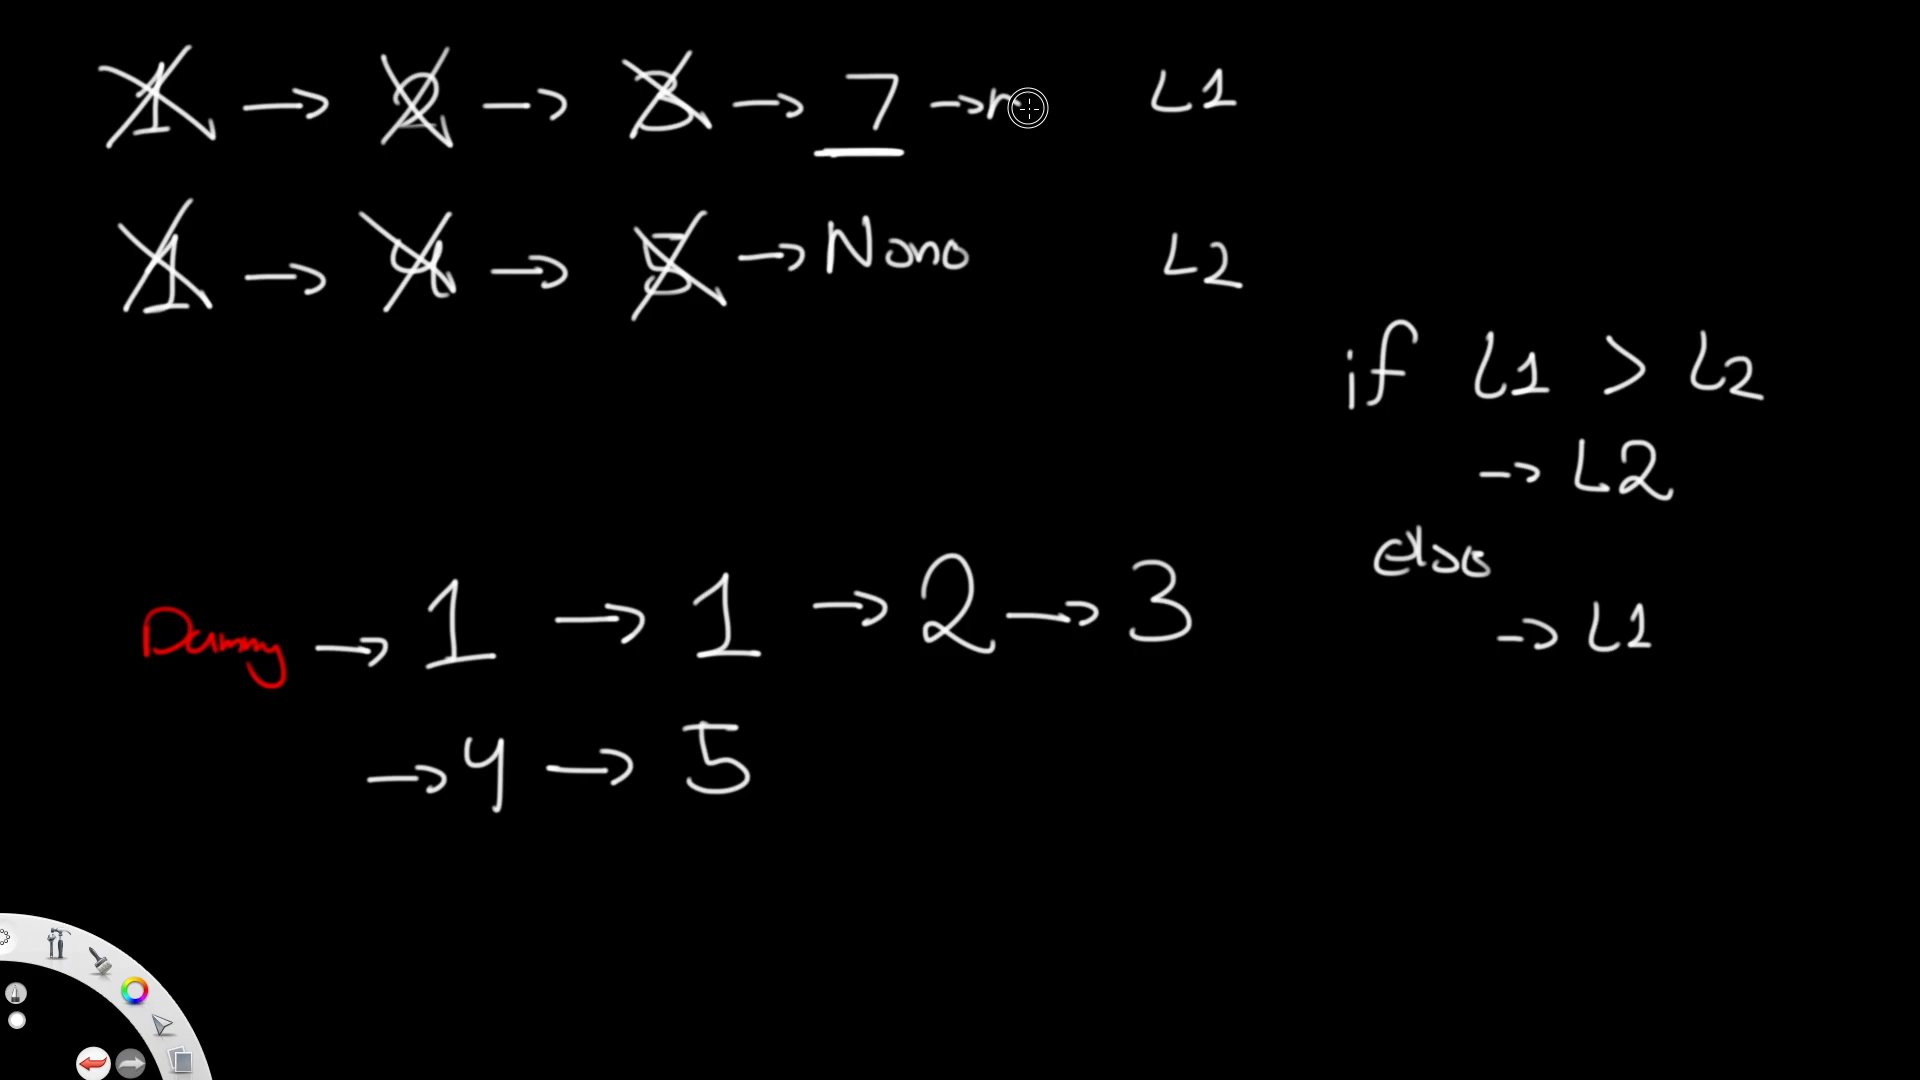 1 → 2 → 3 → 7 → n L1
1 → 4 → 5 → None L2
if L1 > L2
→ L2
else
→ L1
Dummy → 1 → 1 → 2 → 3
→ 4 → 5